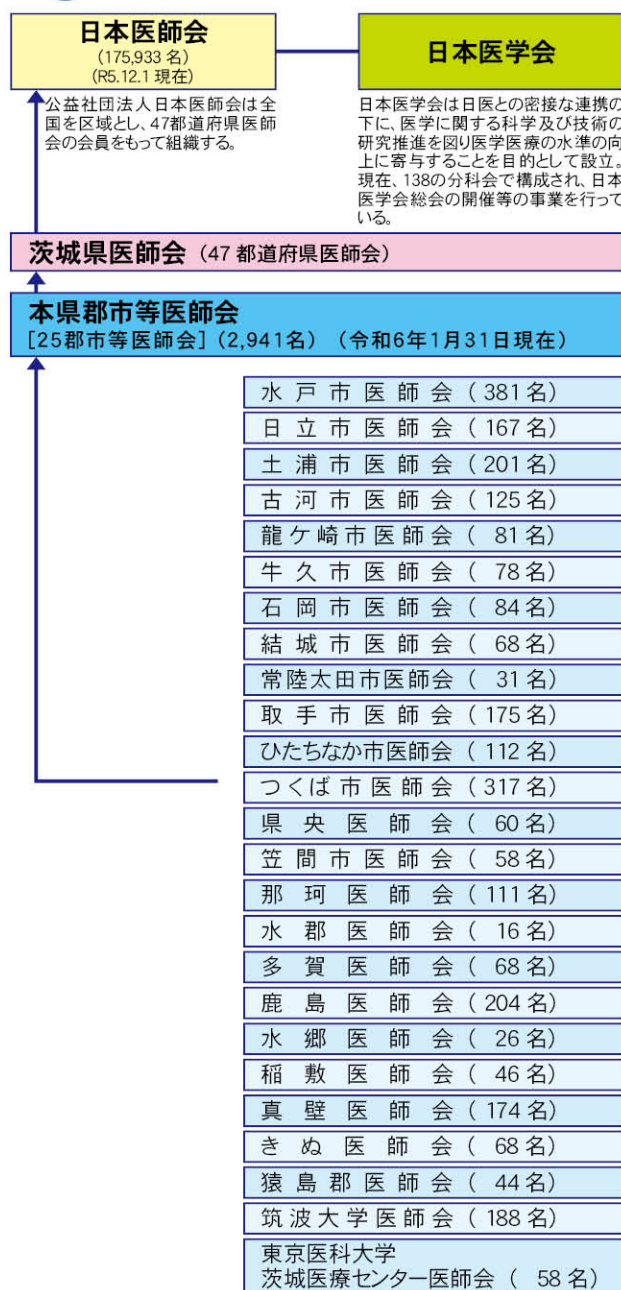 日本医師会
(175,933 名)
(R5.12.1 現在)
日本医学会
公益社団法人日本医師会は全
国を区域とし、47都道府県医師
会の会員をもって組織する。
日本医学会は日医との密接な連携の
下に、医学に関する科学及び技術の
研究推進を図り医学医療の水準の向
上に寄与することを目的として設立。
現在、138の分科会で構成され、日本
医学会総会の開催等の事業を行って
いる。
茨城県医師会（47 都道府県医師会）
本県郡市等医師会
[25郡市等医師会]（2,941名）（令和6年1月31日現在）
水戸市医師会（381名）
日立市医師会（167名）
土浦市医師会（201名）
古河市医師会（125名）
龍ケ崎市医師会（ 81名）
牛久市医師会（ 78名）
石岡市医師会（ 84名）
結城市医師会（ 68名）
常陸太田市医師会（ 31名）
取手市医師会（175名）
ひたちなか市医師会（112名）
つくば市医師会（317名）
県央医師会（ 60名）
笠間市医師会（ 58名）
那珂医師会（111名）
水郡医師会（ 16名）
多賀医師会（ 68名）
鹿島医師会（204名）
水郷医師会（ 26名）
稲敷医師会（ 46名）
真壁医師会（174名）
きぬ医師会（ 68名）
猿島郡医師会（ 44名）
筑波大学医師会（188名）
東京医科大学
茨城医療センター医師会（ 58名）